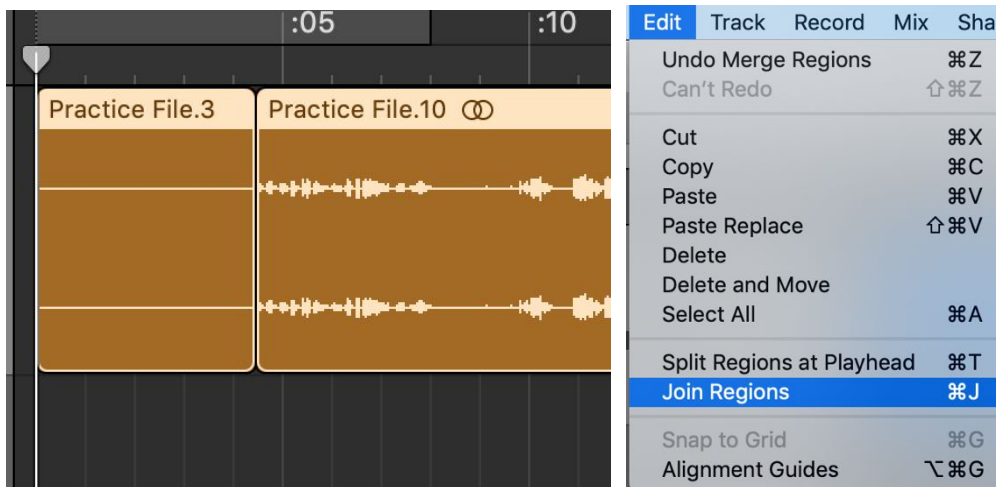 :05 :10
Practice File.3 Practice File.10
Edit Track Record Mix Sha
Undo Merge Regions ⌘Z
Can't Redo ⇧⌘Z
Cut ⌘X
Copy ⌘C
Paste ⌘V
Paste Replace ⇧⌘V
Delete
Delete and Move
Select All ⌘A
Split Regions at Playhead ⌘T
Join Regions ⌘J
Snap to Grid ⌘G
Alignment Guides ⌥⌘G